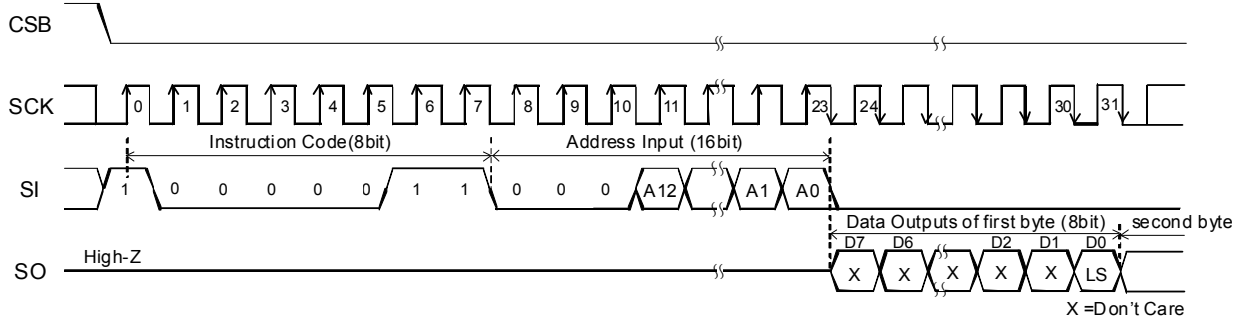 CSB
SCK 0 1 2 3 4 5 6 7 8 9 10 11 23 24 30 31
Instruction Code(8bit) Address Input (16bit)
SI 1 0 0 0 0 0 1 1 0 0 0 A12 A1 A0
Data Outputs of first byte (8bit) second byte
D7 D6 D2 D1 D0
High-Z
SO X X X X X LS
X =Don't Care